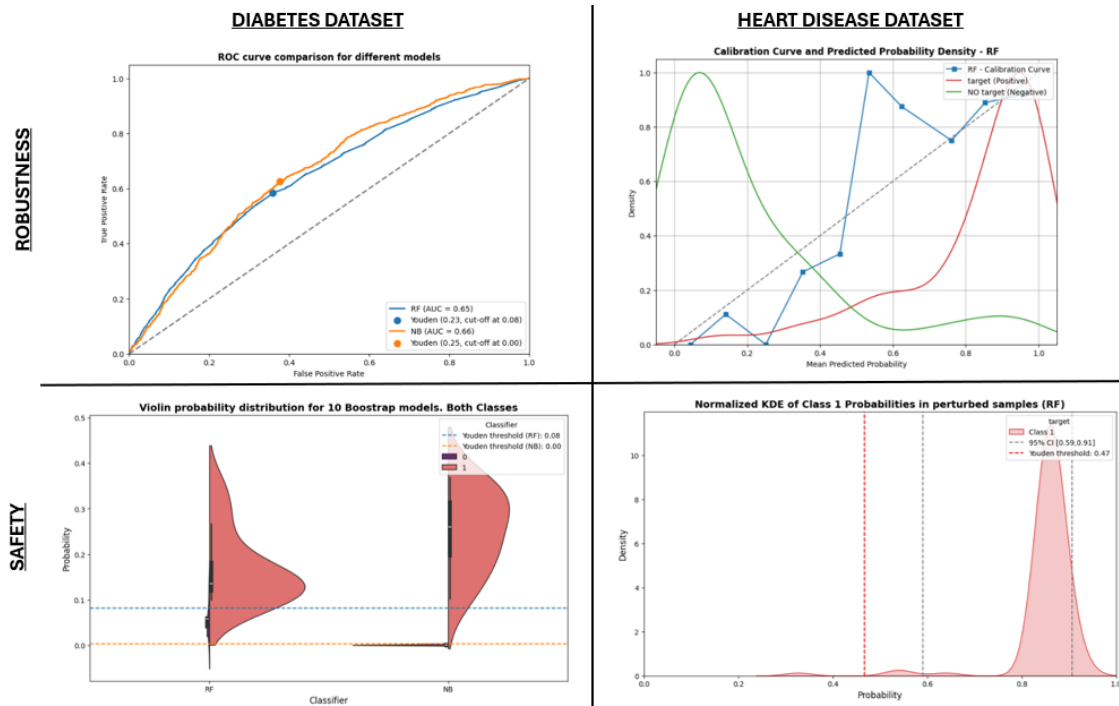 DIABETES DATASET
HEART DISEASE DATASET
ROBUSTNESS
SAFETY
ROC curve comparison for different models
1.0
0.8
0.6
0.4
0.2
0.0
True Positive Rate
0.0 0.2 0.4 0.6 0.8 1.0
False Positive Rate
RF (AUC = 0.65)
Youden (0.23, cut-off at 0.08)
NB (AUC = 0.66)
Youden (0.25, cut-off at 0.00)
Calibration Curve and Predicted Probability Density - RF
1.0
0.8
0.6
0.4
0.2
0.0
Density
0.0 0.2 0.4 0.6 0.8 1.0
Mean Predicted Probability
RF - Calibration Curve
target (Positive)
NO target (Negative)
Violin probability distribution for 10 Boostrap models. Both Classes
0.5
0.4
0.3
0.2
0.1
0.0
Probability
RF NB
Classifier
Classifier
Youden threshold (RF): 0.08
Youden threshold (NB): 0.00
0
1
Normalized KDE of Class 1 Probabilities in perturbed samples (RF)
10
8
6
4
2
0
Density
0.0 0.2 0.4 0.6 0.8 1.0
Probability
target
Class 1
95% CI [0.59,0.91]
Youden threshold: 0.47